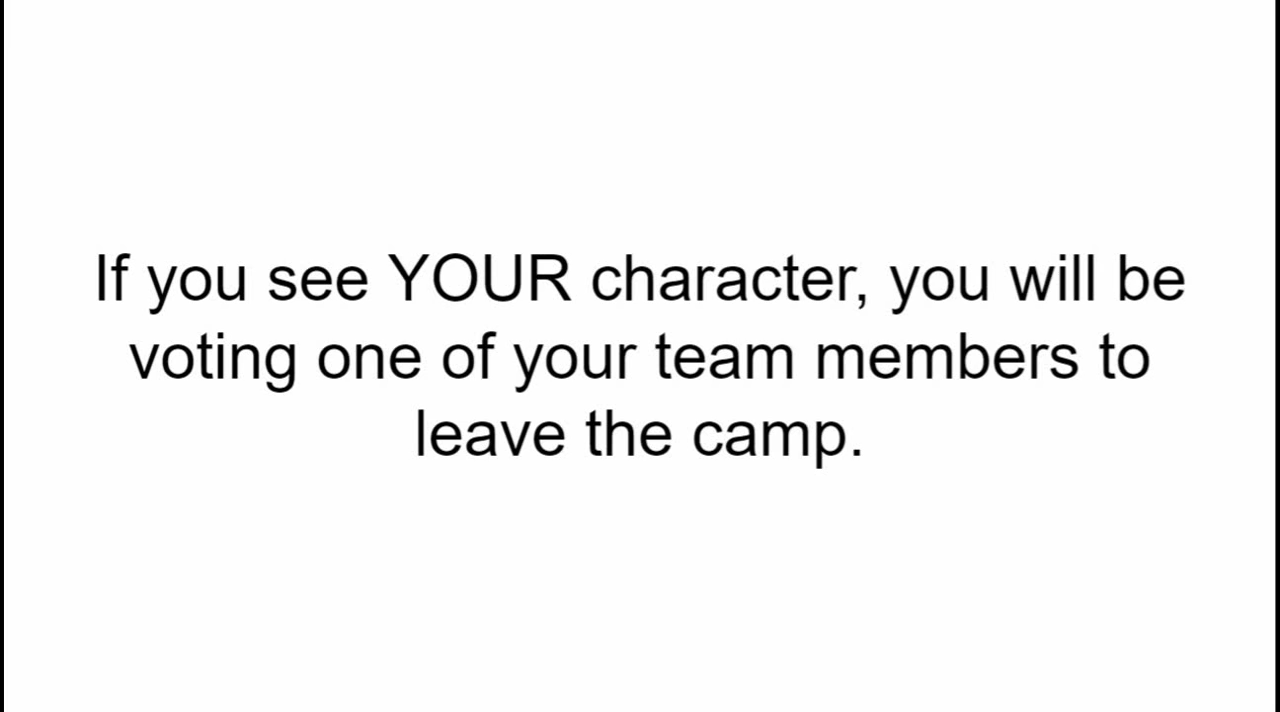 If you see YOUR character, you will be
voting one of your team members to
leave the camp.